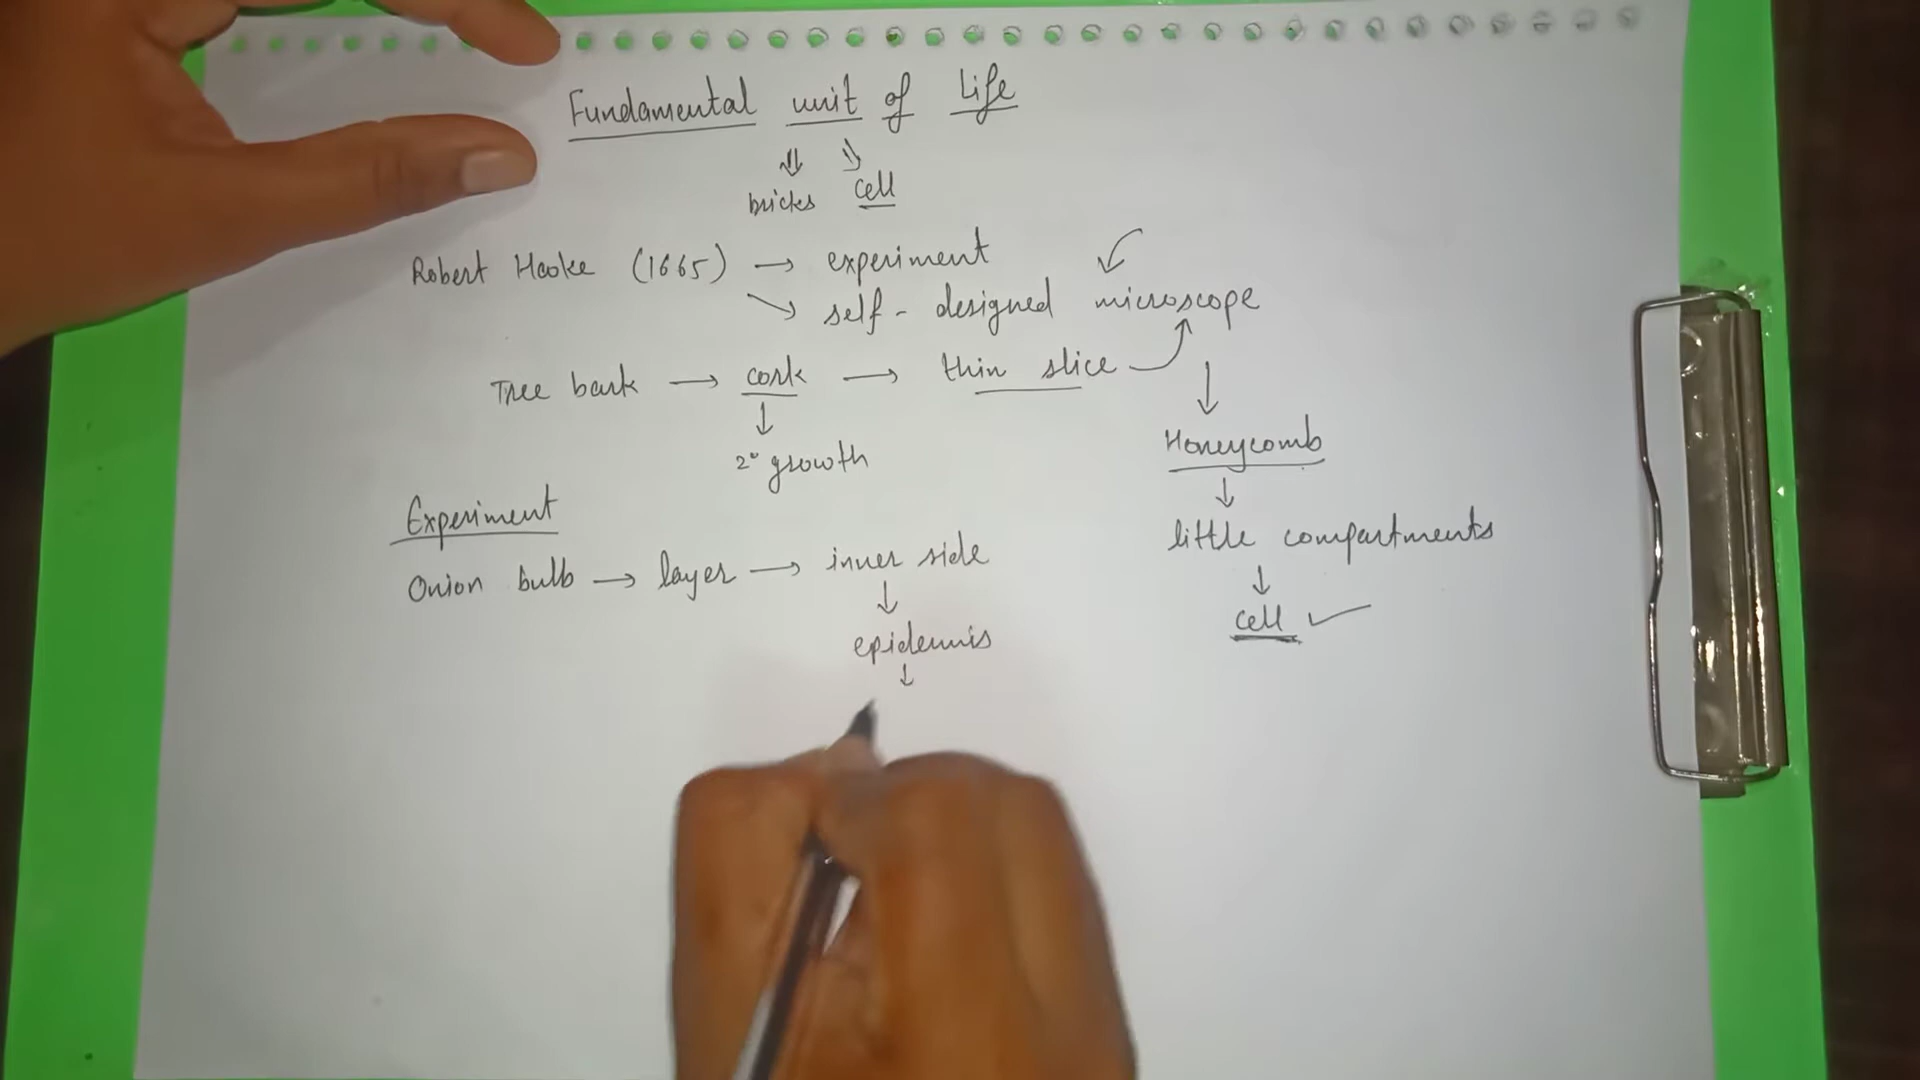 Fundamental unit of Life
⇓ ⇘
bricks cell
Robert Hooke (1665) → experiment
↘ self - designed microscope
Tree bark → cork → thin slice
↓
2° growth
↓
Honeycomb
↓
little compartments
↓
cell ✓
Experiment
Onion bulb → layer → inner side
↓
epidermis
↓